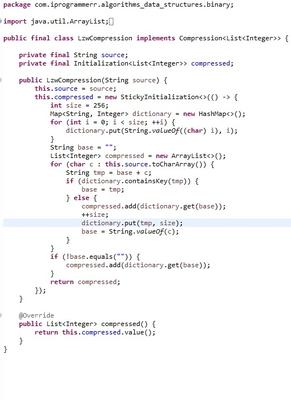 package com.iprogrammerr.algorithms_data_structures.binary;
import java.util.ArrayList;
public final class LzwCompression implements Compression<List<Integer>> {
private final String source;
private final Initialization<List<Integer>> compressed;
public LzwCompression(String source) {
this.source = source;
this.compressed = new StickyInitialization<>(() -> {
int size = 256;
Map<String, Integer> dictionary = new HashMap<>();
for (int i = 0; i < size; ++i) {
dictionary.put(String.valueOf((char) i), i);
}
String base = "";
List<Integer> compressed = new ArrayList<>();
for (char c : this.source.toCharArray()) {
String tmp = base + c;
if (dictionary.containsKey(tmp)) {
base = tmp;
} else {
compressed.add(dictionary.get(base));
++size;
dictionary.put(tmp, size);
base = String.valueOf(c);
}
}
if (!base.equals("")) {
compressed.add(dictionary.get(base));
}
return compressed;
});
}
@Override
public List<Integer> compressed() {
return this.compressed.value();
}
}